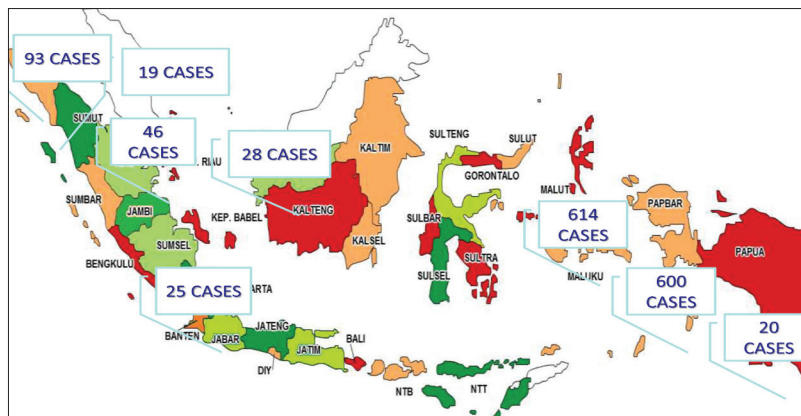 93 CASES
19 CASES
SUMUT
46
CASES
28 CASES
RIAU
KALTIM
SULTENG
SULUT
GORONTALO
MALUT
PAPBAR
SUMBAR
JAMBI
KEP. BABEL
KALTENG
SULBAR
614
CASES
PAPUA
SUMSEL
KALSEL
BENGKULU
SULSEL
SULTRA
MALUKU
600
CASES
25 CASES
ARTA
20
CASES
BANTEN
JABAR
JATENG
JATIM
BALI
DIY
NTB
NTT